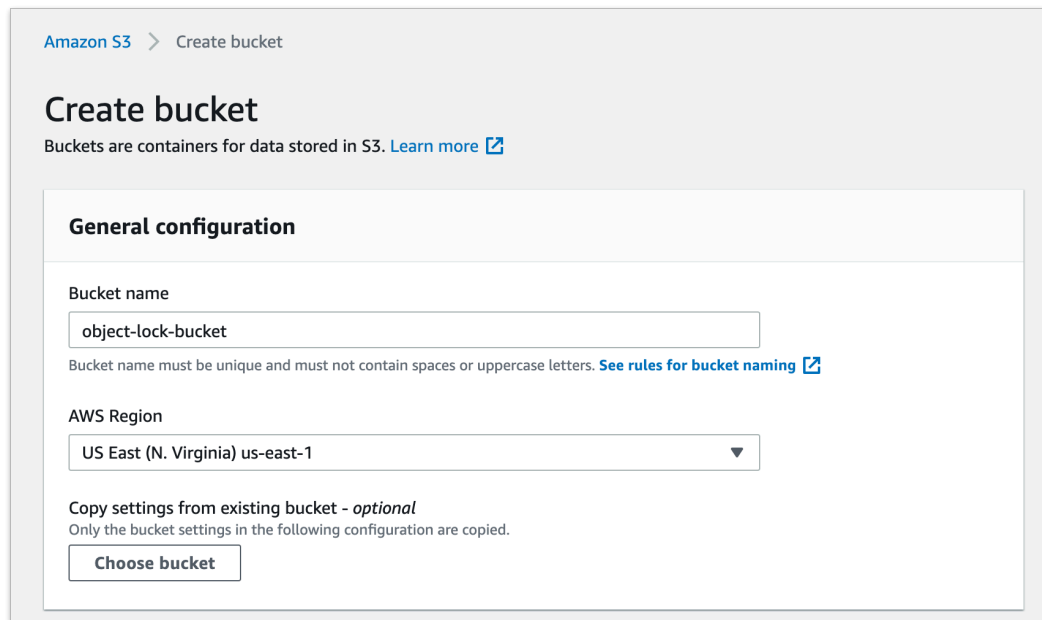 Amazon S3 > Create bucket
Create bucket
Buckets are containers for data stored in S3. Learn more
General configuration
Bucket name
object-lock-bucket
Bucket name must be unique and must not contain spaces or uppercase letters. See rules for bucket naming
AWS Region
US East (N. Virginia) us-east-1
Copy settings from existing bucket - optional
Only the bucket settings in the following configuration are copied.
Choose bucket